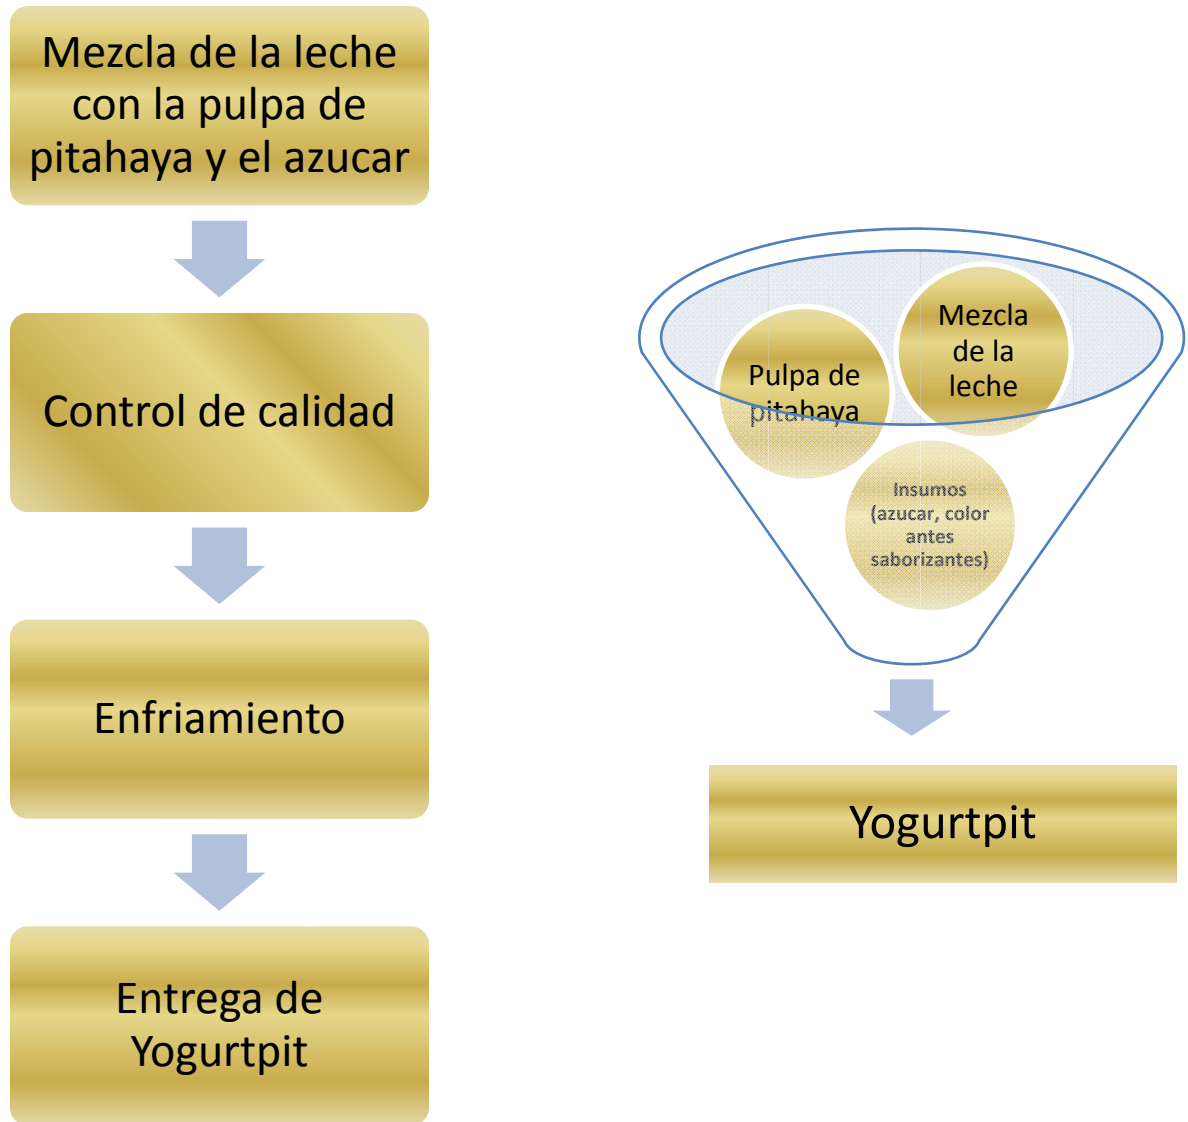 Mezcla de la leche
con la pulpa de
pitahaya y el azucar
Control de calidad
Enfriamiento
Entrega de
Yogurtpit
Mezcla
de la
leche
Pulpa de
pitahaya
Insumos
(azucar, color
antes
saborizantes)
Yogurtpit